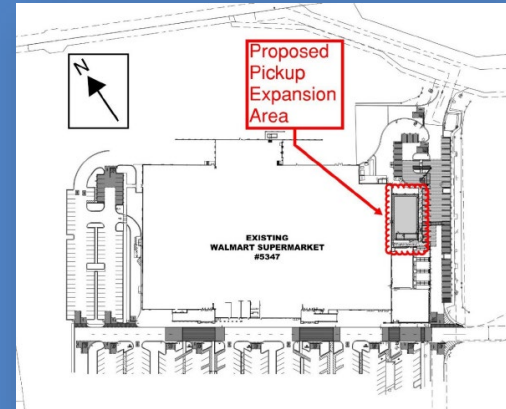 N
Proposed
Pickup
Expansion
Area
EXISTING
WALMART SUPERMARKET
#5347